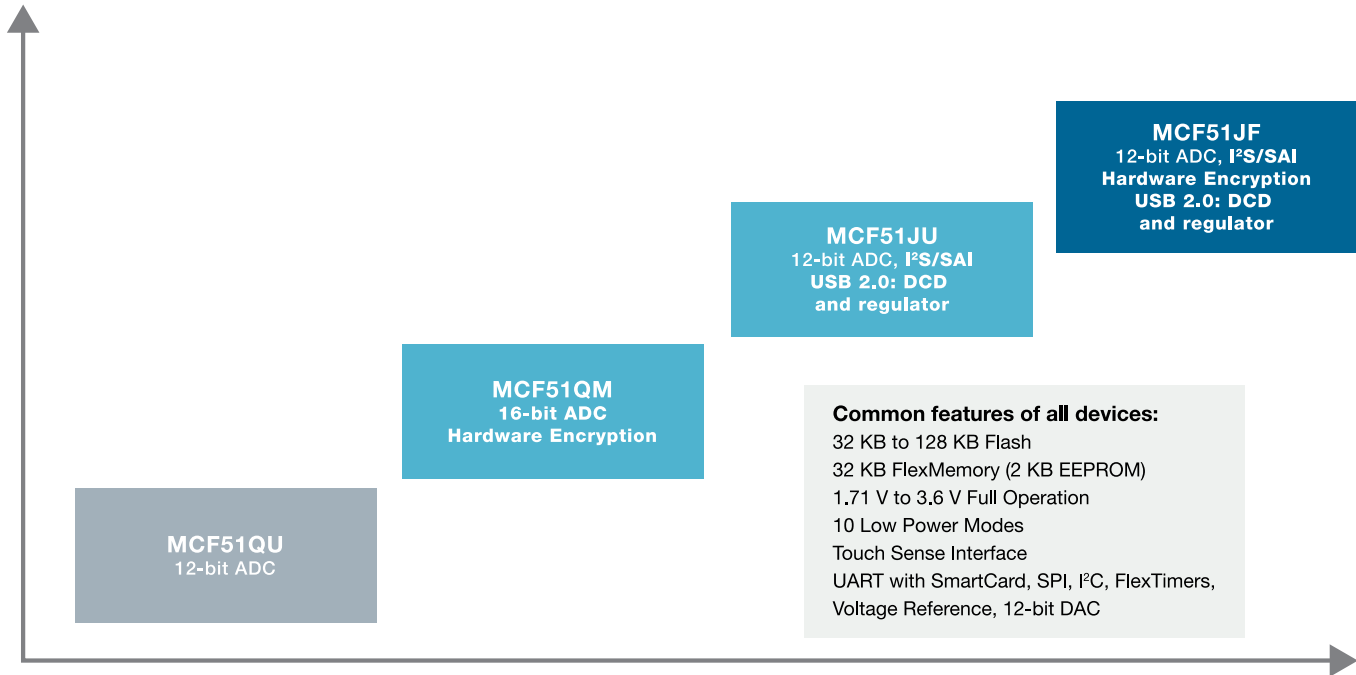 MCF51JF
12-bit ADC, I²S/SAI
Hardware Encryption
USB 2.0: DCD
and regulator
MCF51JU
12-bit ADC, I²S/SAI
USB 2.0: DCD
and regulator
MCF51QM
16-bit ADC
Hardware Encryption
MCF51QU
12-bit ADC
Common features of all devices:
32 KB to 128 KB Flash
32 KB FlexMemory (2 KB EEPROM)
1.71 V to 3.6 V Full Operation
10 Low Power Modes
Touch Sense Interface
UART with SmartCard, SPI, I²C, FlexTimers,
Voltage Reference, 12-bit DAC